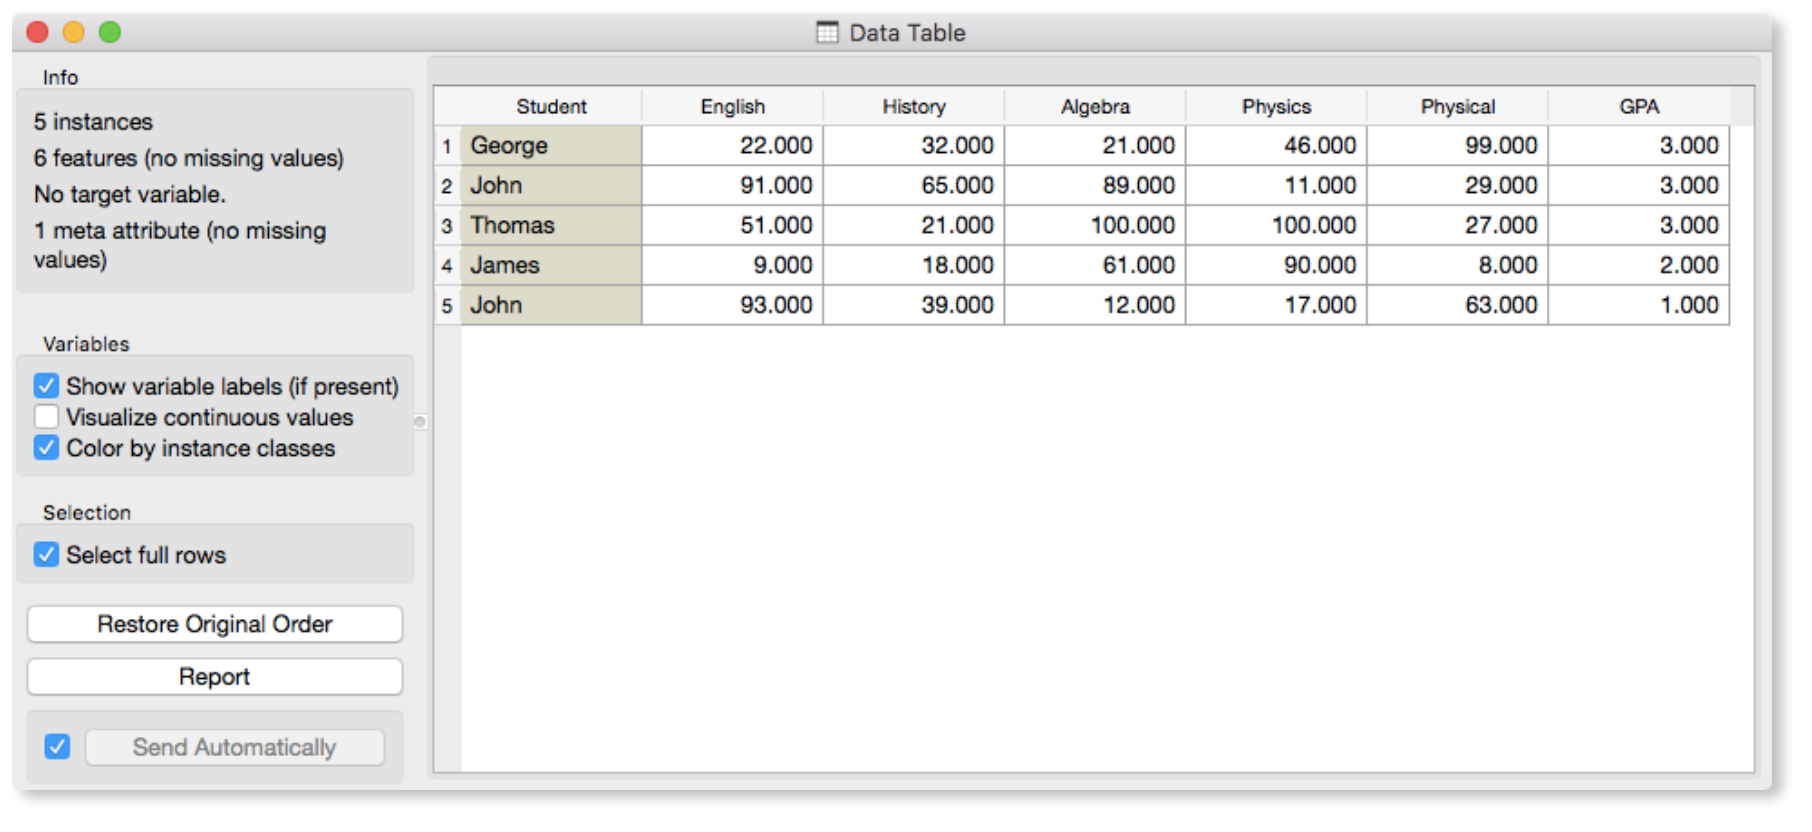 Data Table
Info
5 instances
6 features (no missing values)
No target variable.
1 meta attribute (no missing
values)
Variables
Show variable labels (if present)
Visualize continuous values
Color by instance classes
Selection
Select full rows
Restore Original Order
Report
Send Automatically
Student English History Algebra Physics Physical GPA
1 George 22.000 32.000 21.000 46.000 99.000 3.000
2 John 91.000 65.000 89.000 11.000 29.000 3.000
3 Thomas 51.000 21.000 100.000 100.000 27.000 3.000
4 James 9.000 18.000 61.000 90.000 8.000 2.000
5 John 93.000 39.000 12.000 17.000 63.000 1.000